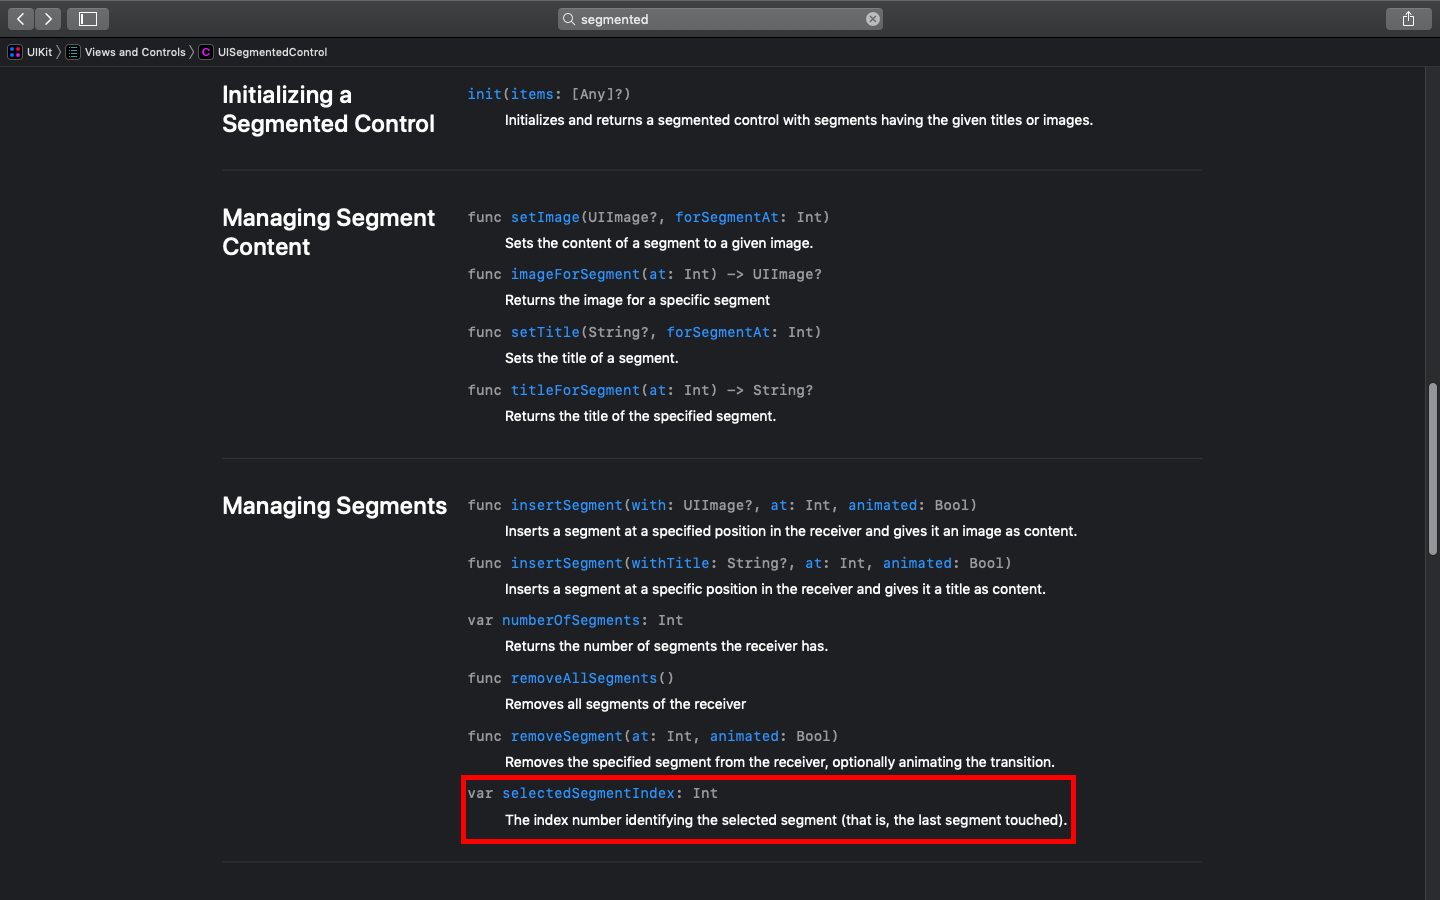 segmented
UIKit Views and Controls C UISegmentedControl
Initializing a
Segmented Control
init(items: [Any]?)
Initializes and returns a segmented control with segments having the given titles or images.
Managing Segment
Content
func setImage(UIImage?, forSegmentAt: Int)
Sets the content of a segment to a given image.
func imageForSegment(at: Int) -> UIImage?
Returns the image for a specific segment
func setTitle(String?, forSegmentAt: Int)
Sets the title of a segment.
func titleForSegment(at: Int) -> String?
Returns the title of the specified segment.
Managing Segments
func insertSegment(with: UIImage?, at: Int, animated: Bool)
Inserts a segment at a specified position in the receiver and gives it an image as content.
func insertSegment(withTitle: String?, at: Int, animated: Bool)
Inserts a segment at a specific position in the receiver and gives it a title as content.
var numberOfSegments: Int
Returns the number of segments the receiver has.
func removeAllSegments()
Removes all segments of the receiver
func removeSegment(at: Int, animated: Bool)
Removes the specified segment from the receiver, optionally animating the transition.
var selectedSegmentIndex: Int
The index number identifying the selected segment (that is, the last segment touched).